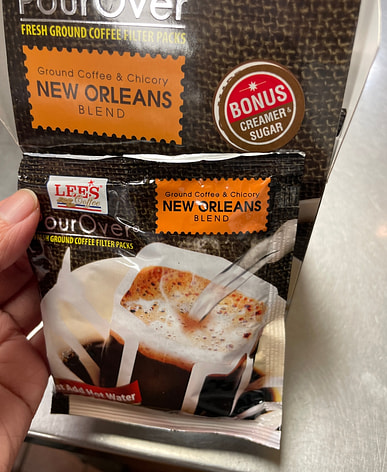 PourOver
FRESH GROUND COFFEE FILTER PACKS
Ground Coffee & Chicory
NEW ORLEANS
BLEND
BONUS
CREAMER &
SUGAR
LEE'S
Coffee
PourOver
GROUND COFFEE FILTER PACKS
Ground Coffee & Chicory
NEW ORLEANS
BLEND
Add Hot Water